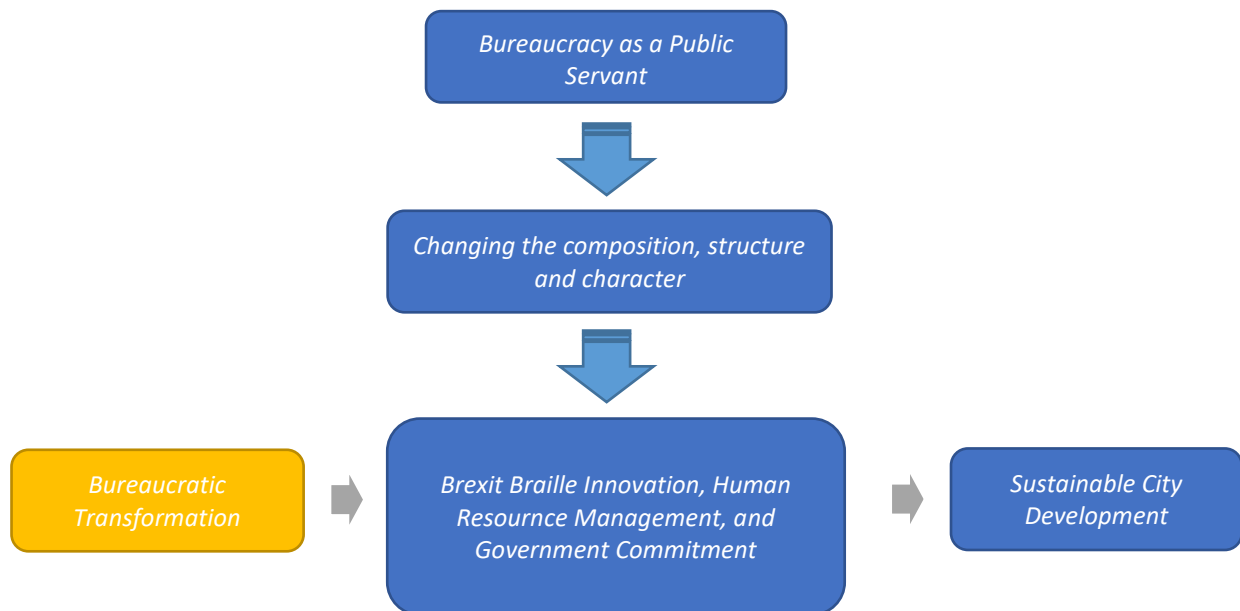 Bureaucracy as a Public
Servant
Changing the composition, structure
and character
Bureaucratic
Transformation
Brexit Braille Innovation, Human
Resournce Management, and
Government Commitment
Sustainable City
Development